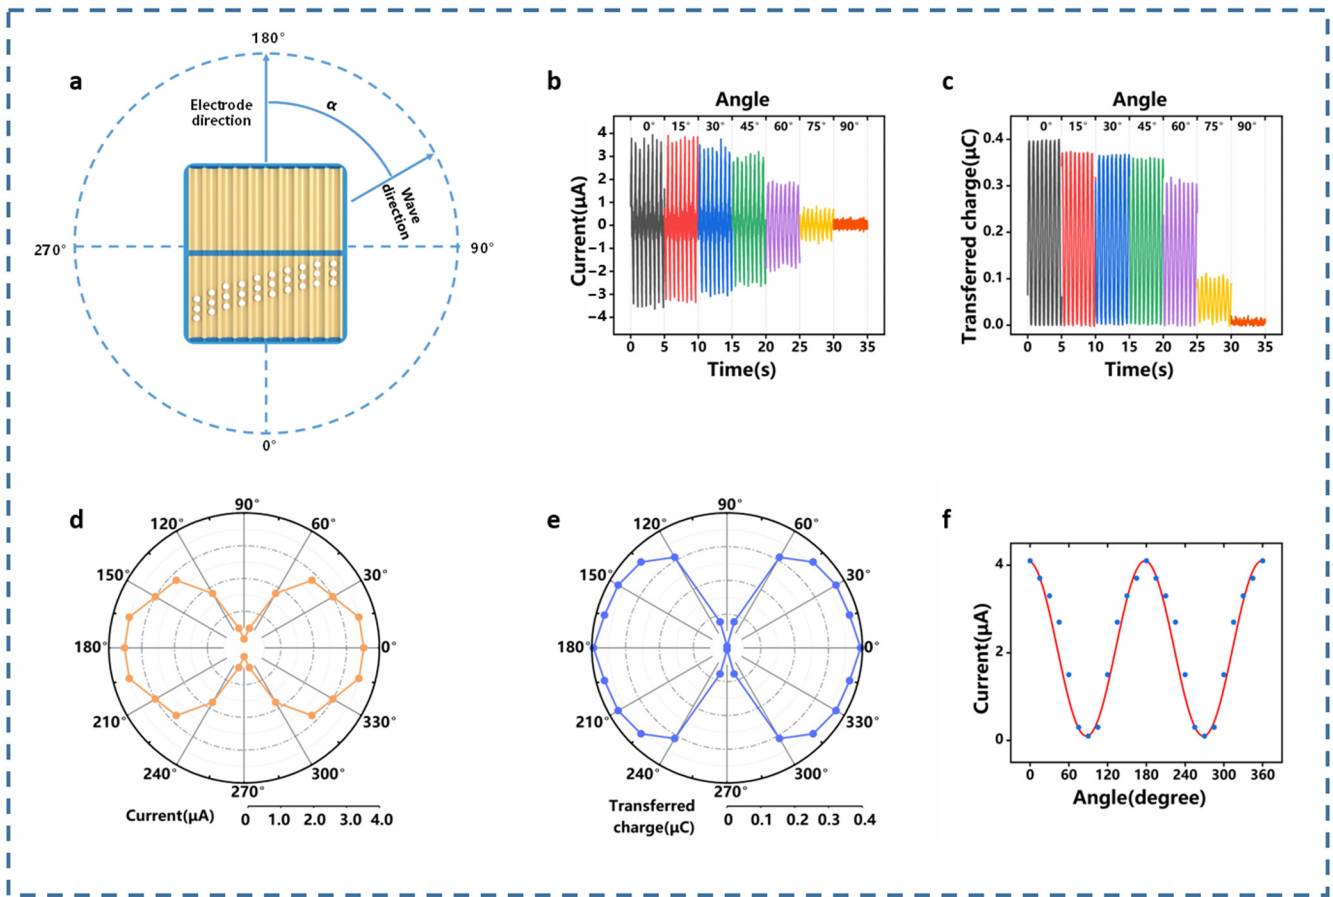 a
180°
Electrode
direction
α
Wave
direction
270°
90°
0°
b
Angle
0° 15° 30° 45° 60° 75° 90°
4
3
2
1
0
−1
−2
−3
−4
Current(μA)
0 5 10 15 20 25 30 35
Time(s)
c
Angle
0° 15° 30° 45° 60° 75° 90°
0.4
0.3
0.2
0.1
0.0
Transferred charge(μC)
0 5 10 15 20 25 30 35
Time(s)
d
90°
120° 60°
150° 30°
180° 0°
210° 330°
240° 300°
270°
Current(μA) 0 1.0 2.0 3.0 4.0
e
90°
120° 60°
150° 30°
180° 0°
210° 330°
240° 300°
270°
Transferred
charge(μC)
0 0.1 0.2 0.3 0.4
f
4
2
0
Current(μA)
0 60 120 180 240 300 360
Angle(degree)